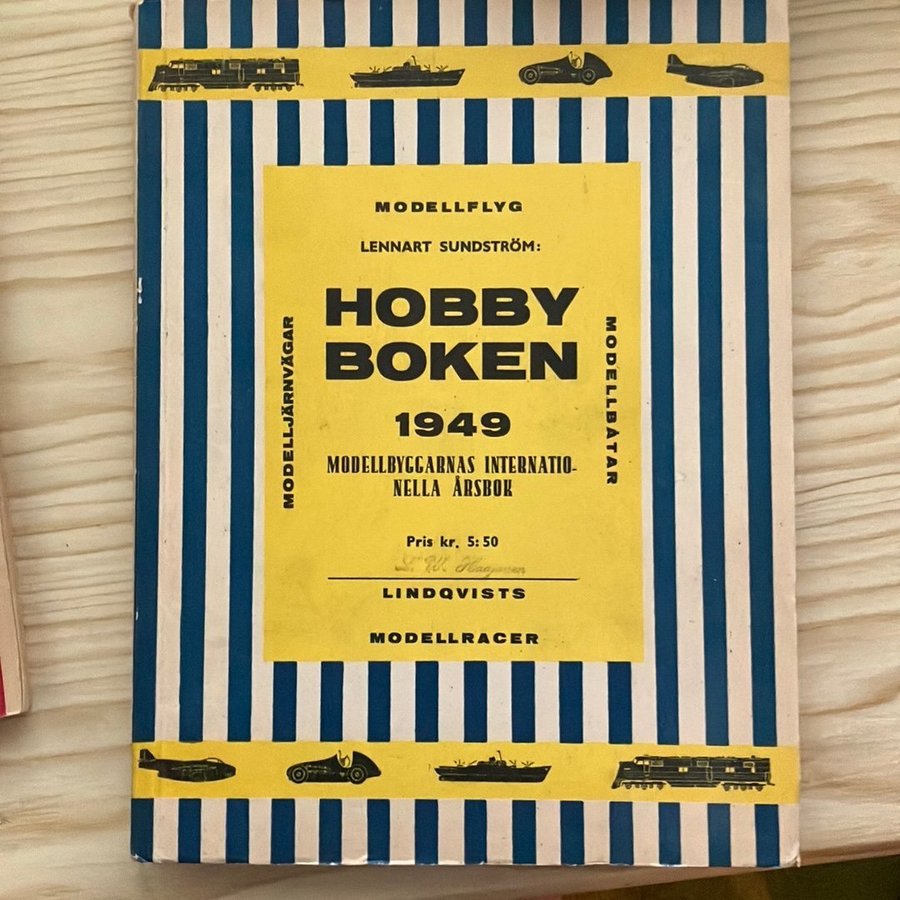 MODELLFLYG
LENNART SUNDSTRÖM:
HOBBY
BOKEN
1949
MODELLBYGGARNAS INTERNATIO-
NELLA ÅRSBOK
Pris kr. 5:50
LINDQVISTS
MODELLRACER
MODELLJÄRNVÄGAR
MODELLBÅTAR